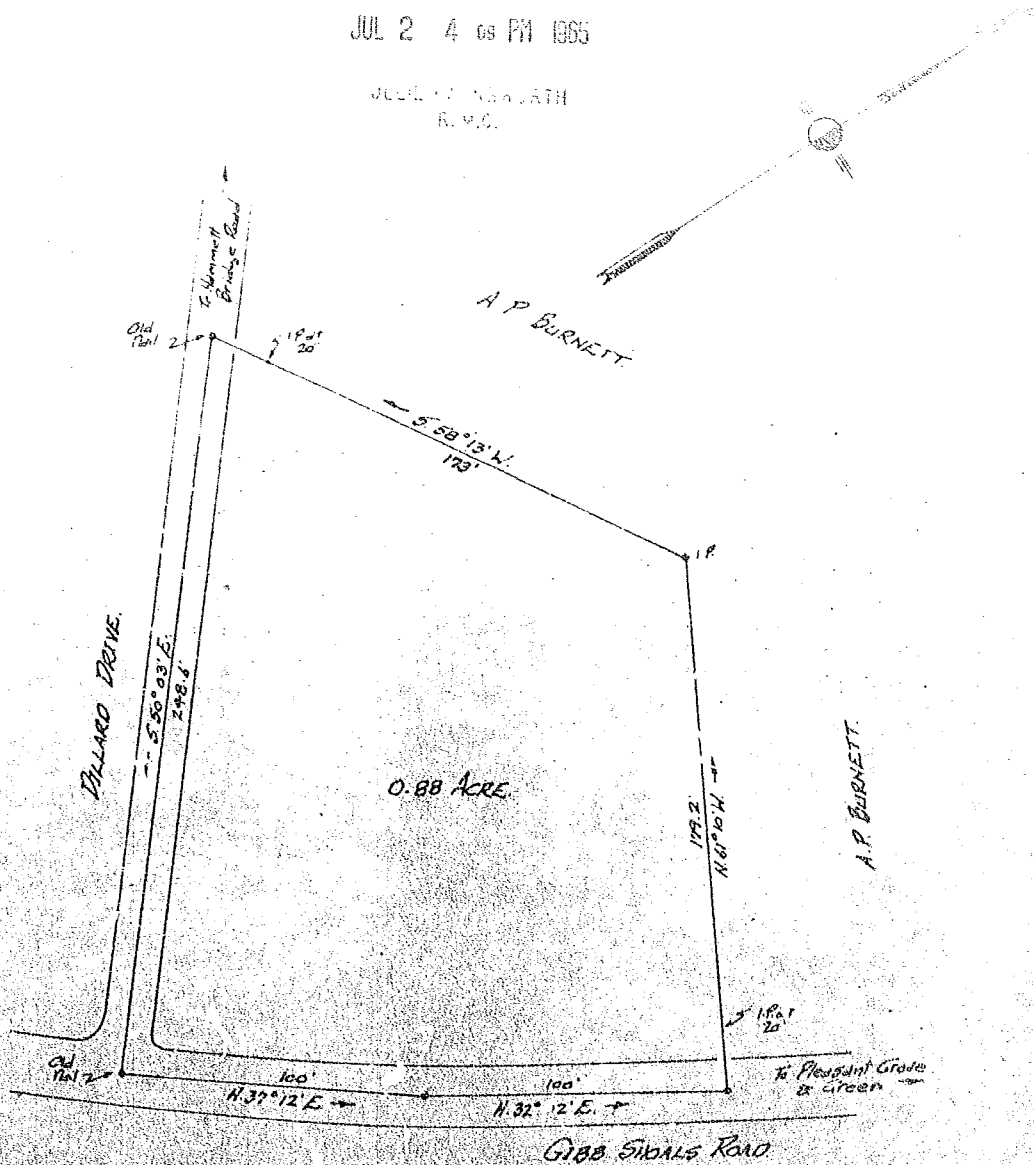 JUL 2 4 08 PM 1965
R.M.C.
To Hammett
Bridge Road
A P BURNETT.
Old
Nail
I P at
20'
S. 58° 13' W.
173'
I P.
DILLARD DRIVE.
S. 50° 03' E.
248.6'
0.88 ACRE.
179.2'
N. 61° 10' W.
A.P. BURNETT.
I.P. at
20'
Old
Nail
100'
N. 37° 12' E.
100'
N. 32° 12' E.
To Pleasant Grove
& Green
GIBB SHOALS ROAD